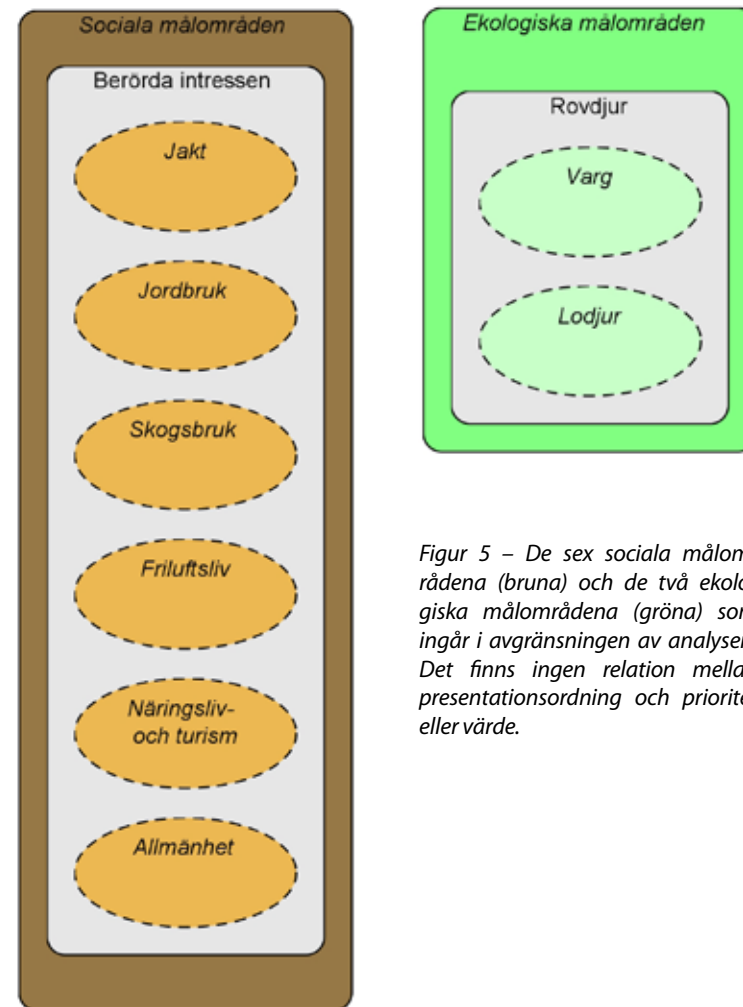 Sociala målområden
Berörda intressen
Jakt
Jordbruk
Skogsbruk
Friluftsliv
Näringsliv-
och turism
Allmänhet
Ekologiska målområden
Rovdjur
Varg
Lodjur
Figur 5 – De sex sociala målom
rådena (bruna) och de två ekolo
giska målområdena (gröna) som
ingår i avgränsningen av analysen
Det finns ingen relation mella
presentationsordning och priorite
eller värde.